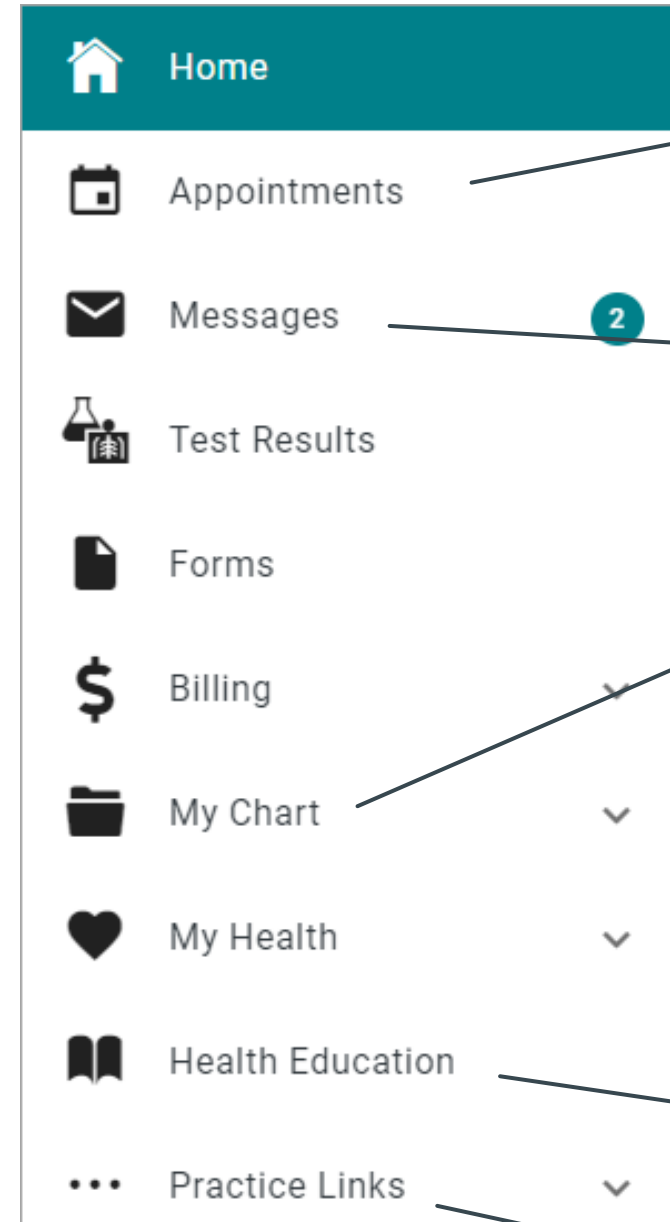 Home
Appointments
Messages 2
Test Results
Forms
Billing
My Chart
My Health
Health Education
Practice Links